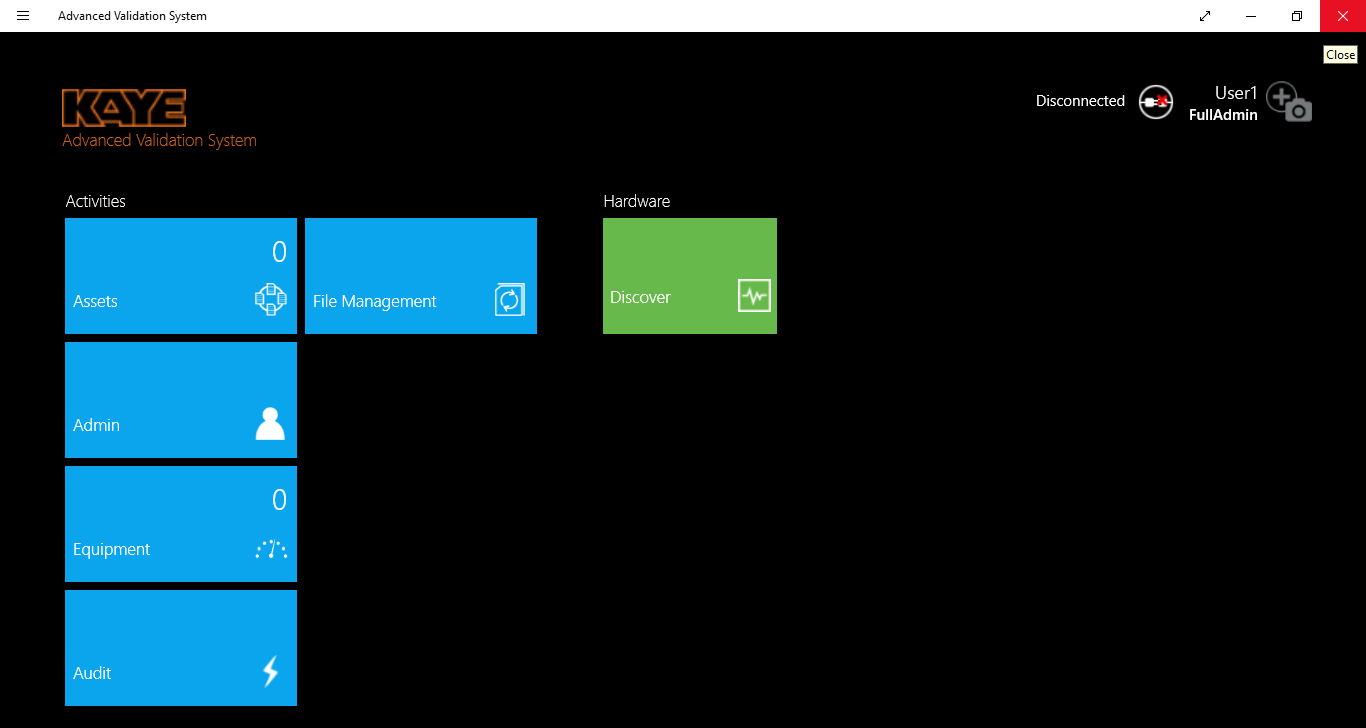 Advanced Validation System
Close
KAYE
Advanced Validation System
Disconnected
User1
FullAdmin
Activities
Hardware
0
Assets
File Management
Discover
Admin
0
Equipment
Audit